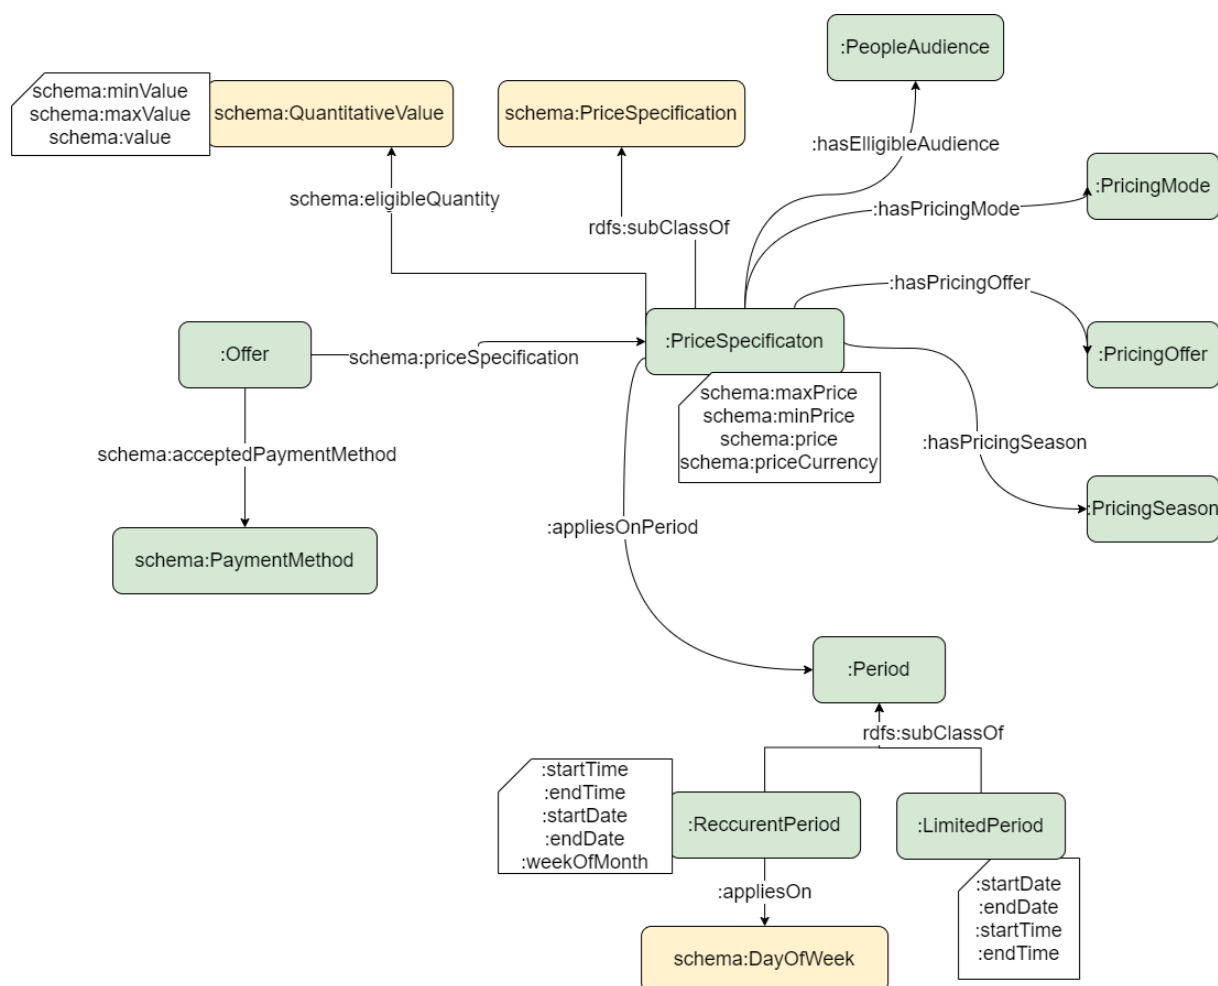 :PeopleAudience
schema:minValue
schema:maxValue
schema:value
schema:QuantitativeValue
schema:PriceSpecification
:hasElligibleAudience
:PricingMode
schema:eligibleQuantity
:hasPricingMode
rdfs:subClassOf
:hasPricingOffer
:Offer
schema:priceSpecification
:PriceSpecificaton
:PricingOffer
schema:maxPrice
schema:minPrice
schema:price
schema:priceCurrency
:hasPricingSeason
schema:acceptedPaymentMethod
:PricingSeason
:appliesOnPeriod
schema:PaymentMethod
:Period
rdfs:subClassOf
:startTime
:endTime
:startDate
:endDate
:weekOfMonth
:ReccurentPeriod
:LimitedPeriod
:appliesOn
:startDate
:endDate
:startTime
:endTime
schema:DayOfWeek